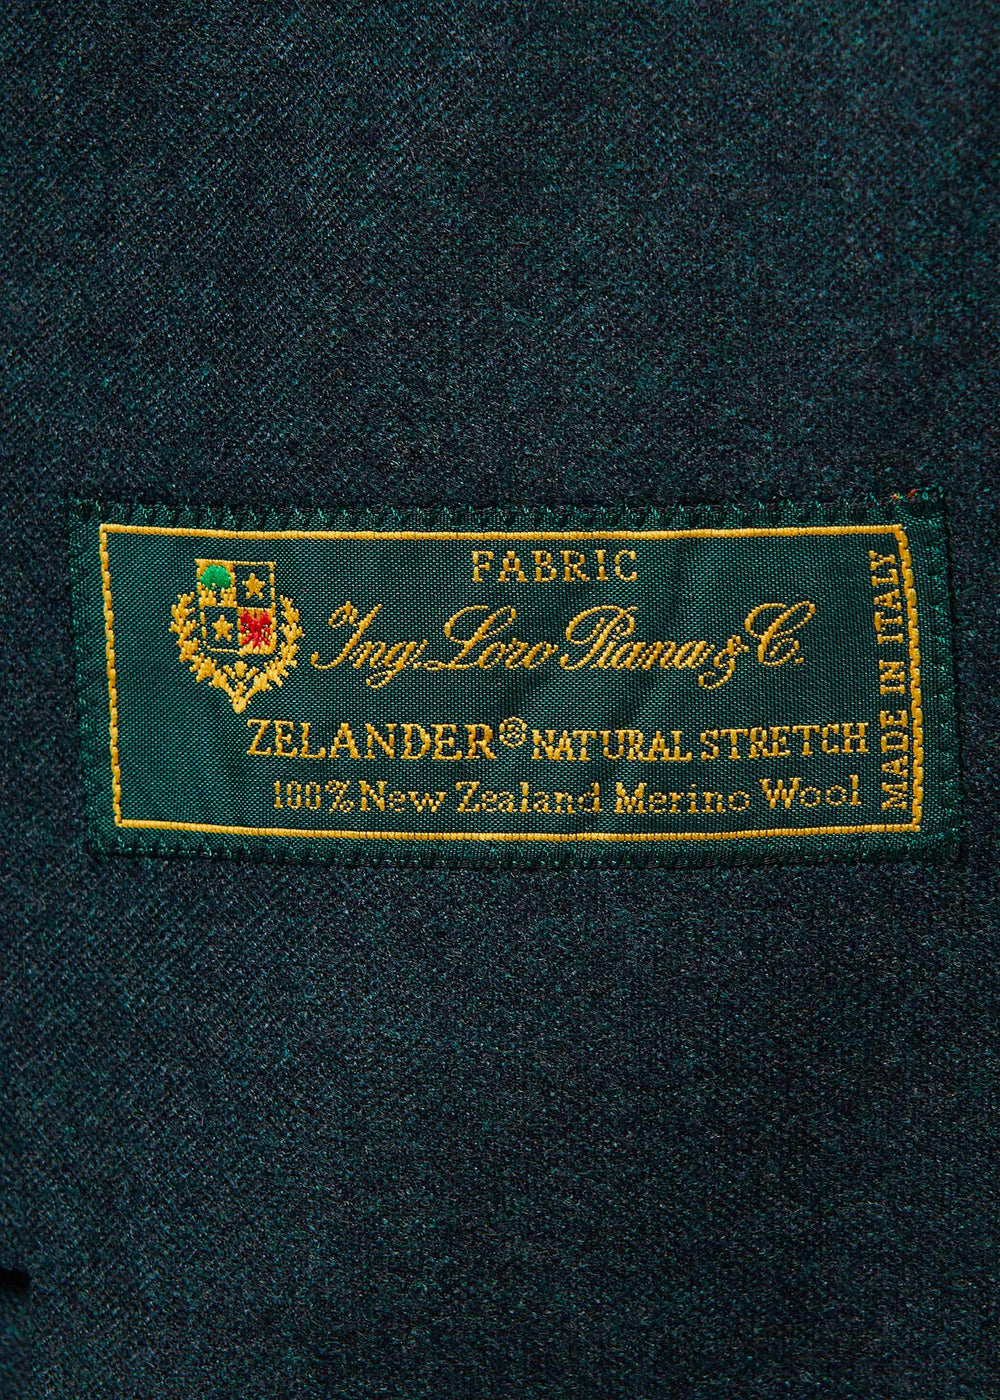 FABRIC
Ing. Loro Piana & C.
ZELANDER® NATURAL STRETCH
100% New Zealand Merino Wool
MADE IN ITALY